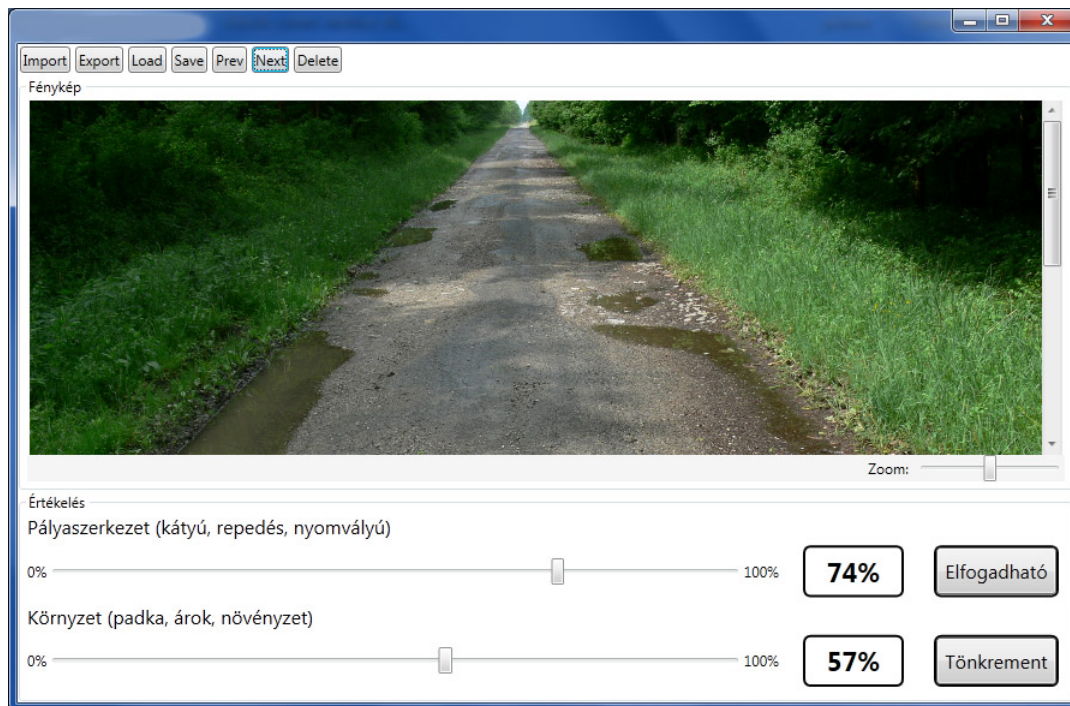 Import Export Load Save Prev Next Delete
Fénykép
Zoom:
Értékelés
Pályaszerkezet (kátyú, repedés, nyomvályú)
0% 100% 74% Elfogadható
Környzet (padka, árok, növényzet)
0% 100% 57% Tönkrement